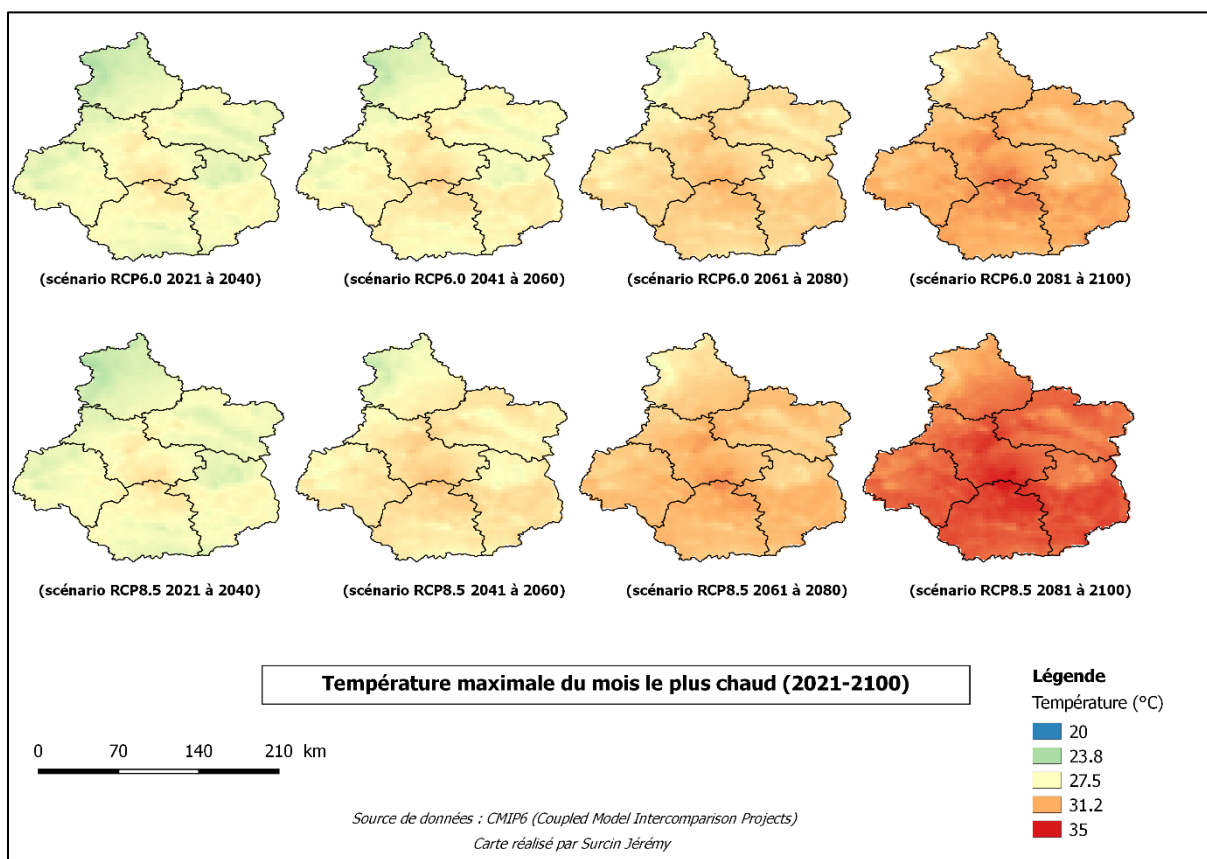 (scénario RCP6.0 2021 à 2040)
(scénario RCP6.0 2041 à 2060)
(scénario RCP6.0 2061 à 2080)
(scénario RCP6.0 2081 à 2100)
(scénario RCP8.5 2021 à 2040)
(scénario RCP8.5 2041 à 2060)
(scénario RCP8.5 2061 à 2080)
(scénario RCP8.5 2081 à 2100)
Température maximale du mois le plus chaud (2021-2100)
Légende
Température (°C)
20
23.8
27.5
31.2
35
0 70 140 210 km
Source de données : CMIP6 (Coupled Model Intercomparison Projects)
Carte réalisé par Surcin Jérémy